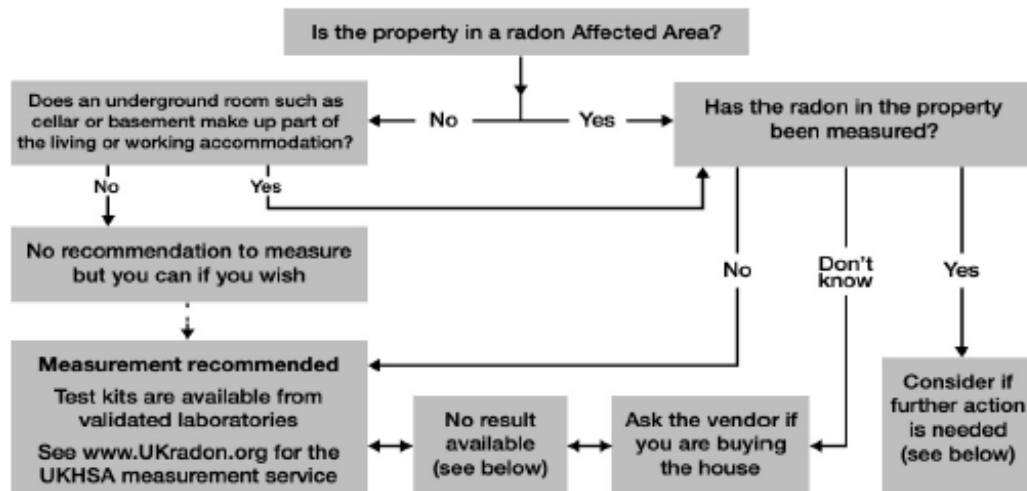 Is the property in a radon Affected Area?
Does an underground room such as
cellar or basement make up part of
the living or working accommodation?
No
Yes
Has the radon in the property
been measured?
No
Yes
No recommendation to measure
but you can if you wish
No
Don't
know
Yes
Measurement recommended
Test kits are available from
validated laboratories
See www.UKradon.org for the
UKHSA measurement service
No result
available
(see below)
Ask the vendor if
you are buying
the house
Consider if
further action
is needed
(see below)